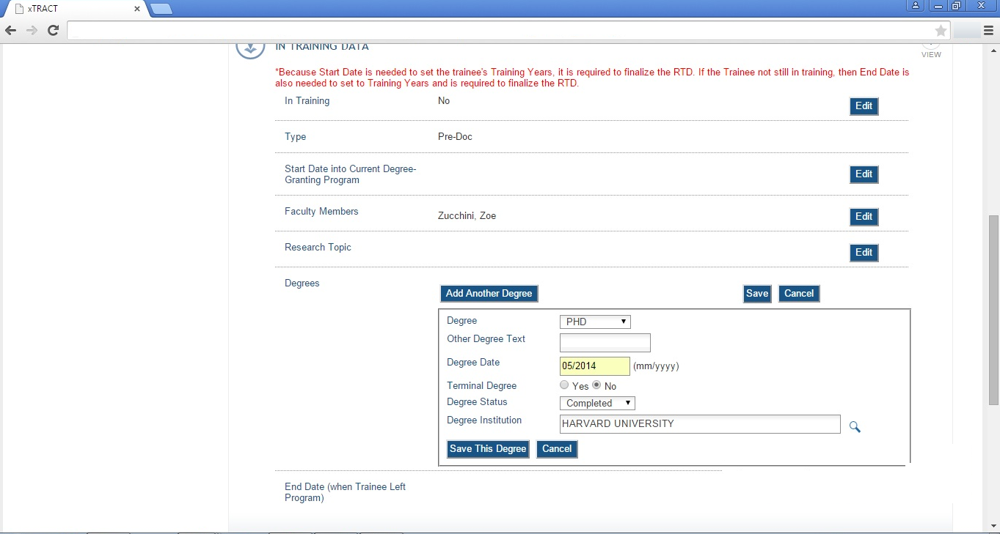 xTRACT
IN TRAINING DATA
VIEW
*Because Start Date is needed to set the trainee's Training Years, it is required to finalize the RTD. If the Trainee not still in training, then End Date is
also needed to set to Training Years and is required to finalize the RTD.
In Training No Edit
Type Pre-Doc
Start Date into Current Degree-
Granting Program Edit
Faculty Members Zucchini, Zoe Edit
Research Topic Edit
Degrees
Add Another Degree Save Cancel
Degree PHD
Other Degree Text
Degree Date 05/2014 (mm/yyyy)
Terminal Degree Yes No
Degree Status Completed
Degree Institution HARVARD UNIVERSITY
Save This Degree Cancel
End Date (when Trainee Left
Program)